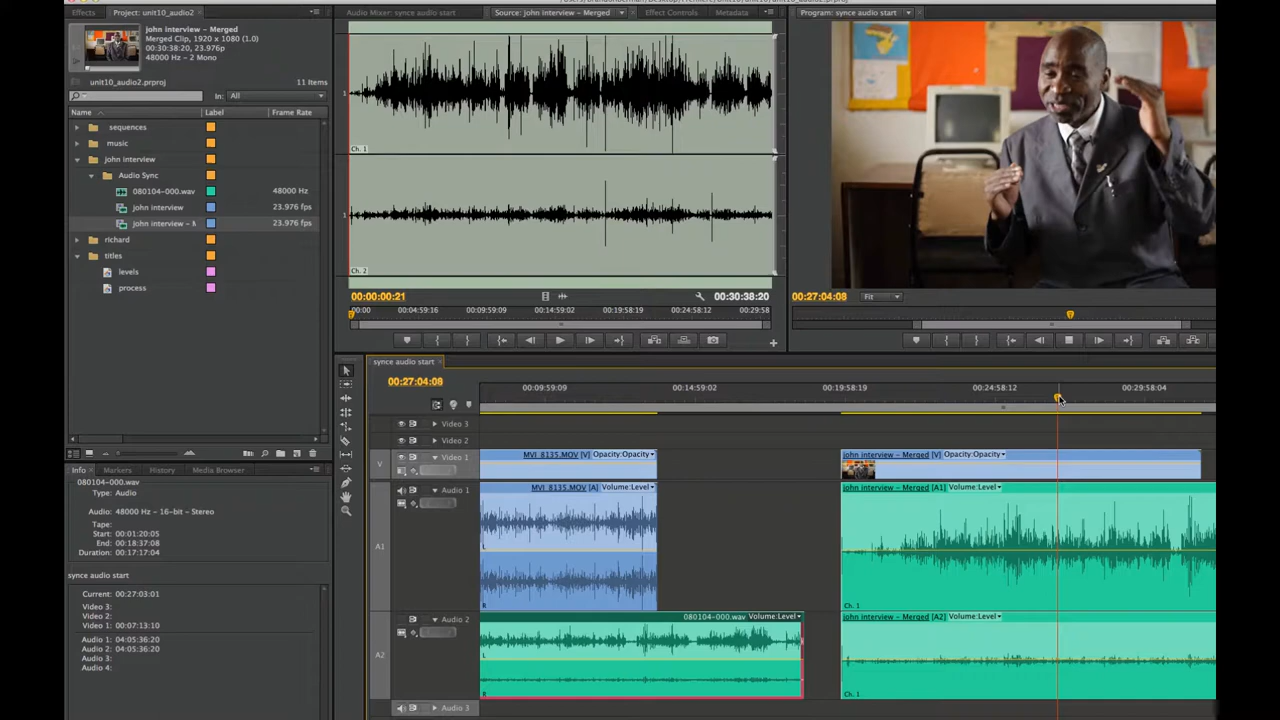 Effects
Project: unit10_audio2
john interview - Merged
Merged Clip, 1920 x 1080 (1.0)
00:30:38:20, 23.976p
48000 Hz - 2 Mono
unit10_audio2.prproj
11 Items
In: All
Name
Label
Frame Rate
sequences
music
john interview
Audio Sync
080104-000.wav
48000 Hz
john interview
23.976 fps
john interview - M
23.976 fps
richard
titles
levels
process
Audio Mixer: synce audio start
Source: john interview - Merged
Effect Controls
Metadata
1
Ch. 1
1
Ch. 2
00:00:00:21
00:30:38:20
00:00
00:04:59:16
00:09:59:09
00:14:59:02
00:19:58:19
00:24:58:12
00:29:58
Program: synce audio start
00:27:04:08
Fit
Info
Markers
History
Media Browser
080104-000.wav
Type: Audio
Audio: 48000 Hz - 16-bit - Stereo
Tape:
Start: 00:01:20:05
End: 00:18:37:08
Duration: 00:17:17:04
synce audio start
Current: 00:27:03:01
Video 3:
Video 2:
Video 1: 00:07:13:10
Audio 1: 04:05:36:20
Audio 2: 04:05:36:20
Audio 3:
Audio 4:
synce audio start
00:27:04:08
00:09:59:09
00:14:59:02
00:19:58:19
00:24:58:12
00:29:58:04
Video 3
Video 2
V
Video 1
MVI_8135.MOV [V] Opacity:Opacity
john interview - Merged [V] Opacity:Opacity
A1
Audio 1
MVI_8135.MOV [A] Volume:Level
L
R
john interview - Merged [A1] Volume:Level
Ch. 1
A2
Audio 2
080104-000.wav Volume:Level
L
R
john interview - Merged [A2] Volume:Level
Ch. 1
Audio 3